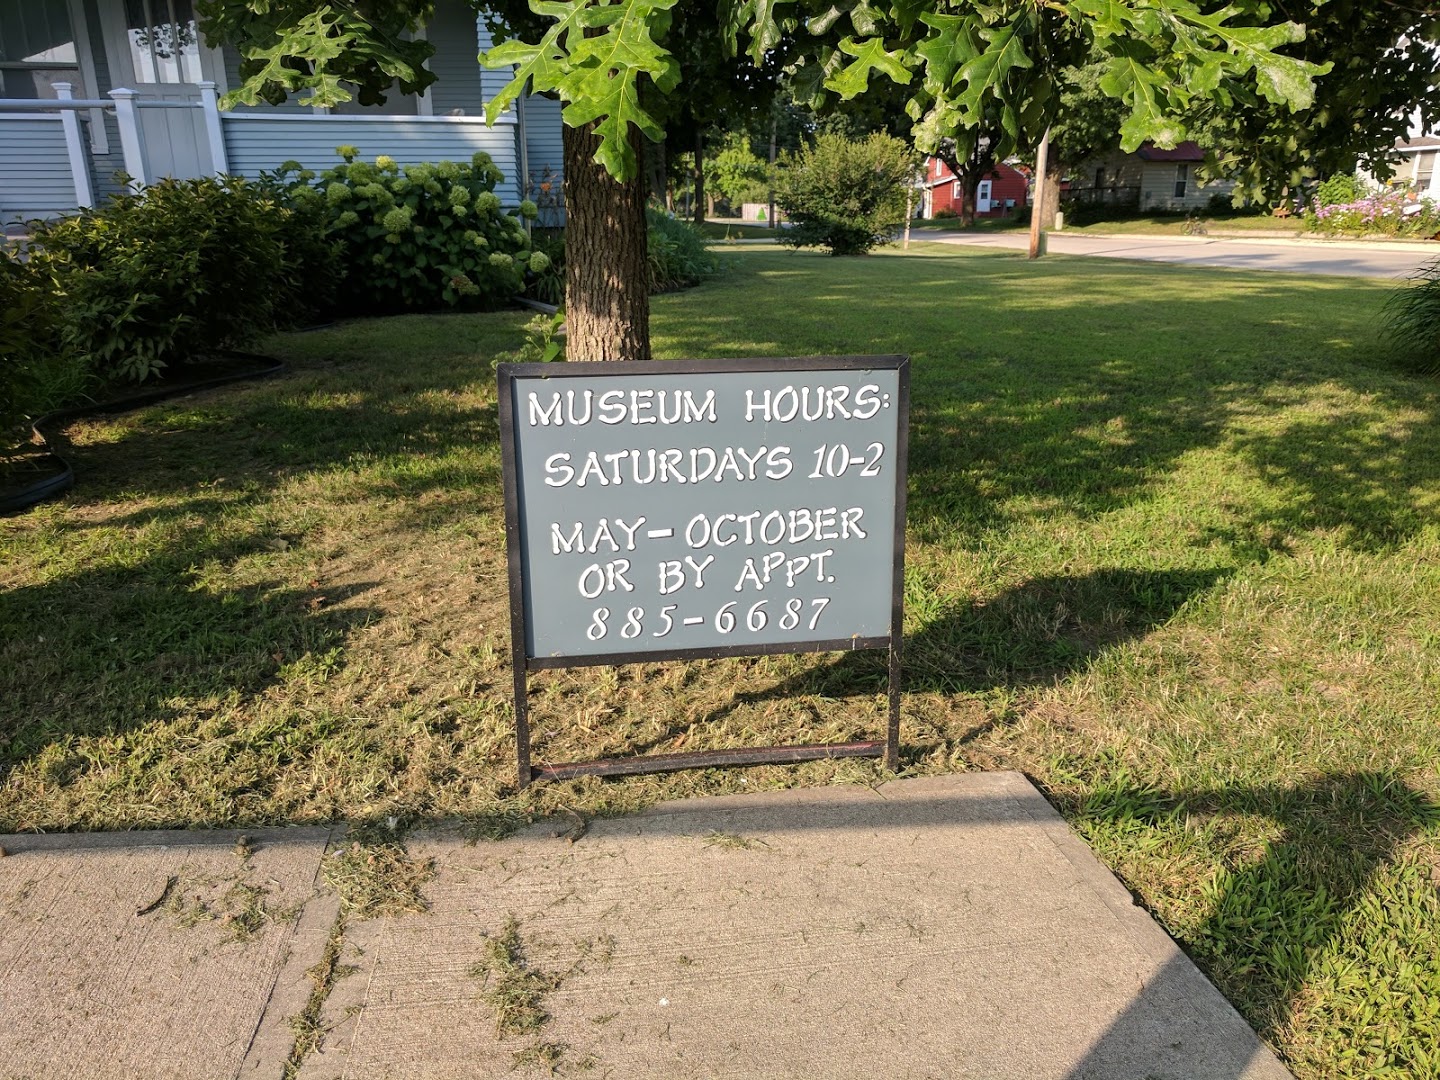 MUSEUM HOURS:
SATURDAYS 10-2
MAY-OCTOBER
OR BY APPT.
885-6687